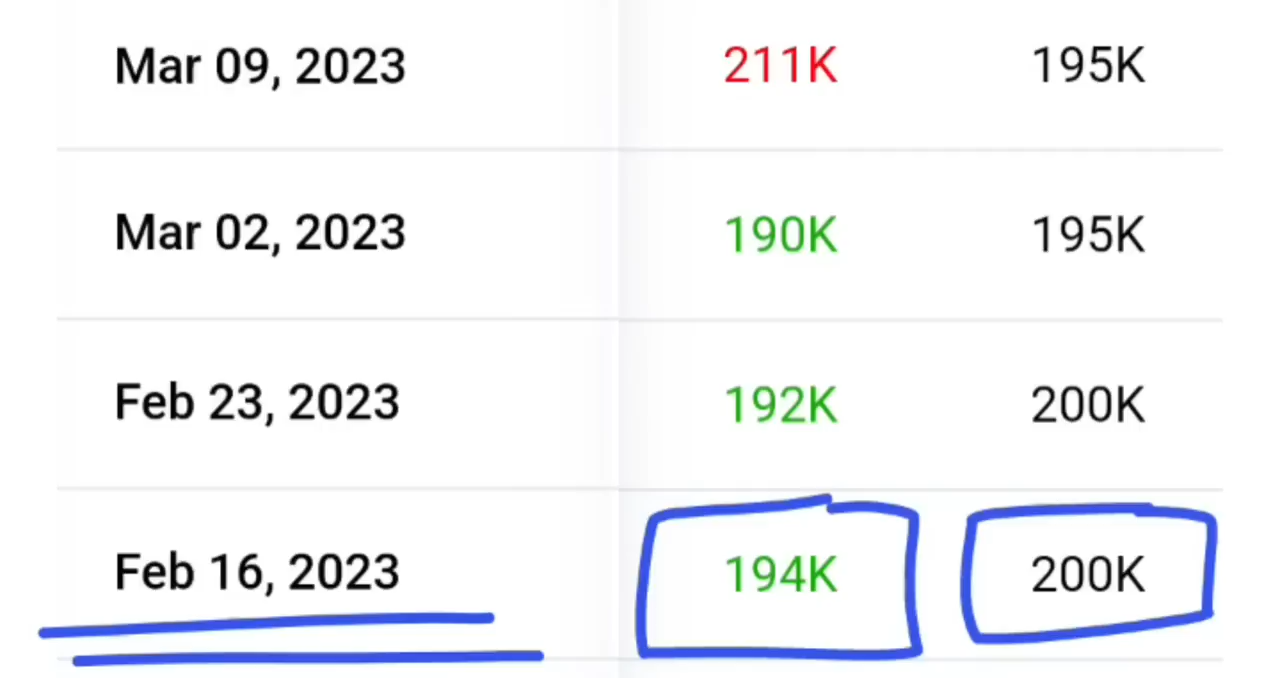 Mar 09, 2023 211K 195K
Mar 02, 2023 190K 195K
Feb 23, 2023 192K 200K
Feb 16, 2023 194K 200K